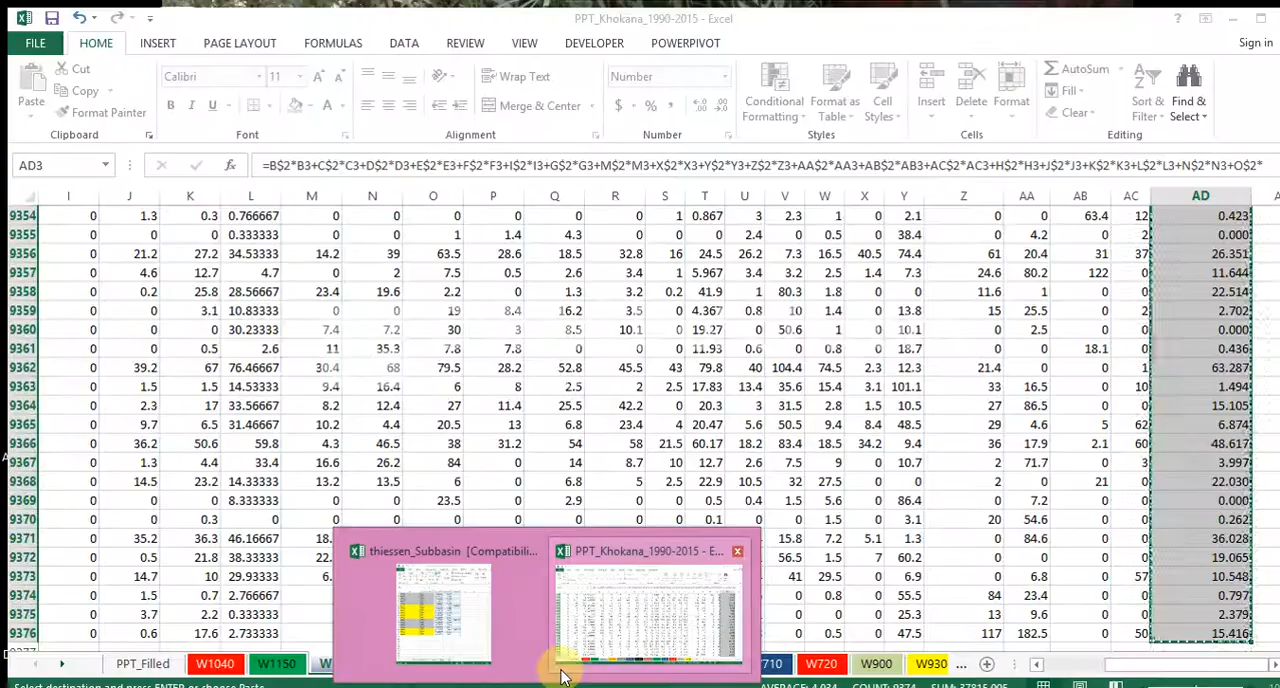 PPT_Khokana_1990-2015 - Excel
FILE HOME INSERT PAGE LAYOUT FORMULAS DATA REVIEW VIEW DEVELOPER POWERPIVOT Sign in
Cut
Copy
Format Painter
Paste
Calibri 11
B I U
Wrap Text
Merge & Center
Number
$ %
Conditional Formatting
Format as Table
Cell Styles
Insert Delete Format
AutoSum
Fill
Clear
Sort & Filter
Find & Select
Clipboard Font Alignment Number Styles Cells Editing
AD3 fx =B$2*B3+C$2*C3+D$2*D3+E$2*E3+F$2*F3+I$2*I3+G$2*G3+M$2*M3+X$2*X3+Y$2*Y3+Z$2*Z3+AA$2*AA3+AB$2*AB3+AC$2*AC3+H$2*H3+J$2*J3+K$2*K3+L$2*L3+N$2*N3+O$2*
I J K L M N O P Q R S T U V W X Y Z AA AB AC AD
9354 0 1.3 0.3 0.766667 0 0 0 0 0 0 1 0.867 3 2.3 1 0 2.1 0 0 63.4 12 0.423
9355 0 0 0 0.333333 0 0 1 1.4 4.3 0 0 0 2.4 0 0.5 0 38.4 0 4.2 0 2 0.000
9356 0 21.2 27.2 34.53333 14.2 39 63.5 28.6 18.5 32.8 16 24.5 26.2 7.3 16.5 40.5 74.4 61 20.4 31 37 26.351
9357 0 4.6 12.7 4.7 0 2 7.5 0.5 2.6 3.4 1 5.967 3.4 3.2 2.5 1.4 7.3 24.6 80.2 122 0 11.644
9358 0 0.2 25.8 28.56667 23.4 19.6 2.2 0 1.3 3.2 0.2 41.9 1 80.3 1.8 0 0 11.6 1 0 0 22.514
9359 0 0 3.1 10.83333 0 0 19 8.4 16.2 3.5 0 4.367 0.8 10 1.4 0 13.8 15 25.5 0 2 2.702
9360 0 0 0 30.23333 7.4 7.2 30 3 8.5 10.1 0 19.27 0 50.6 1 0 10.1 0 2.5 0 0 0.000
9361 0 0 0.5 2.6 11 35.3 7.8 7.8 0 0 0 11.93 0.6 0 0.8 0 18.7 0 0 18.1 0 0.436
9362 0 39.2 67 76.46667 30.4 68 79.5 28.2 52.8 45.5 43 79.8 40 104.4 74.5 2.3 12.3 21.4 0 0 1 63.287
9363 0 1.5 1.5 14.53333 9.4 16.4 6 8 2.5 2 2.5 17.83 13.4 35.6 15.4 3.1 101.1 33 16.5 0 10 1.494
9364 0 2.3 17 33.56667 8.2 12.4 27 11.4 25.5 42.2 0 20.3 3 31.5 2.8 1.5 10.5 27 86.5 0 0 15.105
9365 0 9.7 6.5 31.46667 10.2 4.4 20.5 13 6.8 23.4 4 20.47 5.6 50.5 9.4 8.4 48.5 29 4.6 5 62 6.874
9366 0 36.2 50.6 59.8 4.3 46.5 38 31.2 54 58 21.5 60.17 18.2 83.4 18.5 34.2 9.4 36 17.9 2.1 60 48.617
9367 0 1.3 4.4 33.4 16.6 26.2 84 0 14 8.7 10 12.7 2.6 7.5 9 0 10.7 2 71.7 0 3 3.997
9368 0 14.5 23.2 14.33333 13.2 13.5 6 0 6.8 5 2.5 22.9 10.5 32 27.5 0 0 2 0 21 0 22.030
9369 0 0 0 8.333333 0 0 23.5 0 2.9 0 0 0.5 0.4 1.5 5.6 0 86.4 0 7.2 0 0 0.000
9370 0 0 0.3 0 0 0 0 0 0 0 0 0.1 0 0 1.5 0 3.1 20 54.6 0 0 0.262
9371 0 35.2 36.3 46.16667 18. 15.8 7.2 5.1 1.3 0 84.6 0 0 36.028
9372 0 0.5 21.8 38.33333 22. 56.5 1.5 7 60.2 0 0 0 0 19.065
9373 0 14.7 10 29.93333 6. 41 29.5 0 6.9 0 6.8 0 57 10.548
9374 0 1.5 0.7 2.766667 0 0.8 0 55.5 84 23.4 0 0 0.797
9375 0 3.7 2.2 0.333333 0 0 0 25.3 13 9.6 0 0 2.379
9376 0 0.6 17.6 2.733333 0 0.5 0 47.5 117 182.5 0 50 15.416
thiessen_Subbasin [Compatibili... PPT_Khokana_1990-2015 - E...
PPT_Filled W1040 W1150 W 710 W720 W900 W930 ...
Select destination and press ENTER or choose Paste AVERAGE: 4.034 COUNT: 9374 SUM: 37815.005